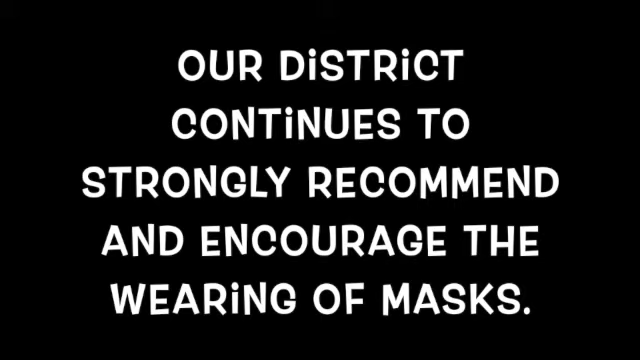 OUR DiSTRiCT
CONTiNUES TO
STRONGLY RECOMMEND
AND ENCOURAGE THE
WEARiNG OF MASKS.